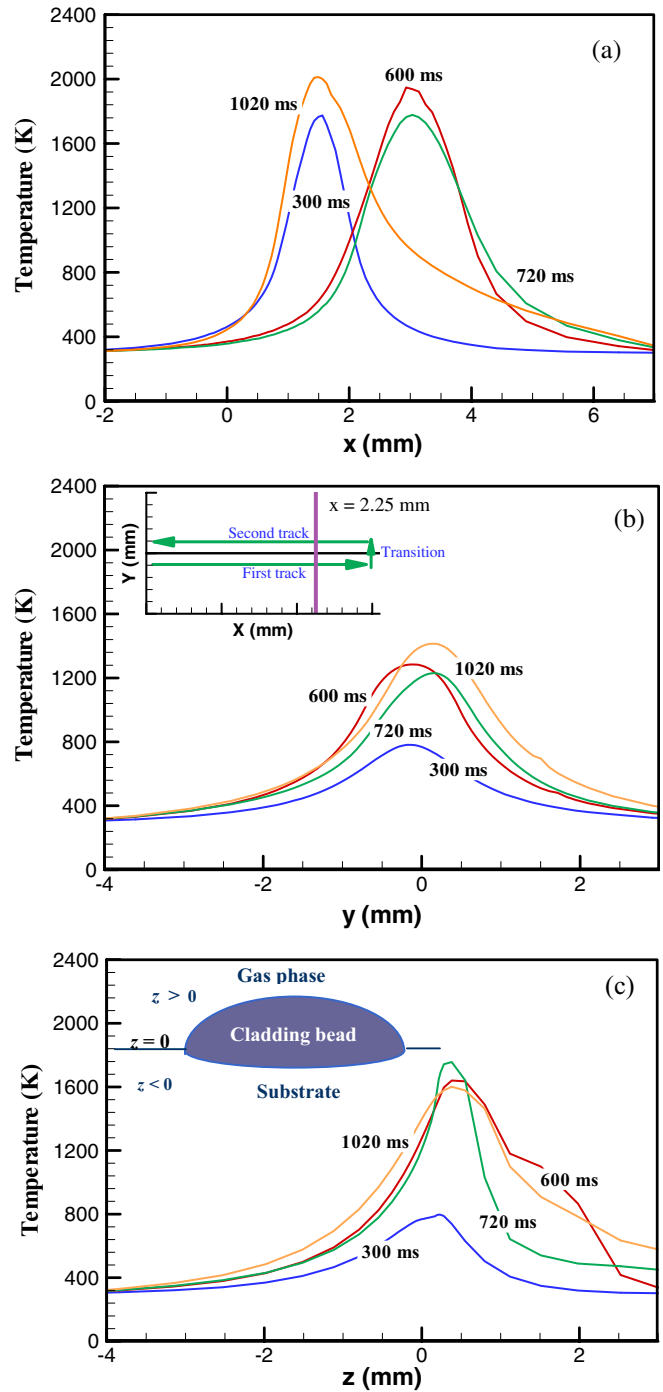 2400
(a)
2000
600 ms
1020 ms
1600
Temperature (K)
1200
300 ms
800
720 ms
400
0
-2 0 2 4 6
x (mm)
2400
(b)
x = 2.25 mm
2000
Second track
Y (mm)
Transition
First track
1600
X (mm)
Temperature (K)
1020 ms
1200
600 ms
720 ms
800
300 ms
400
0
-4 -2 0 2
y (mm)
2400
Gas phase
(c)
z > 0
2000
Cladding bead
z = 0
z < 0
Substrate
1600
Temperature (K)
1020 ms
1200
600 ms
800
720 ms
300 ms
400
0
-4 -2 0 2
z (mm)